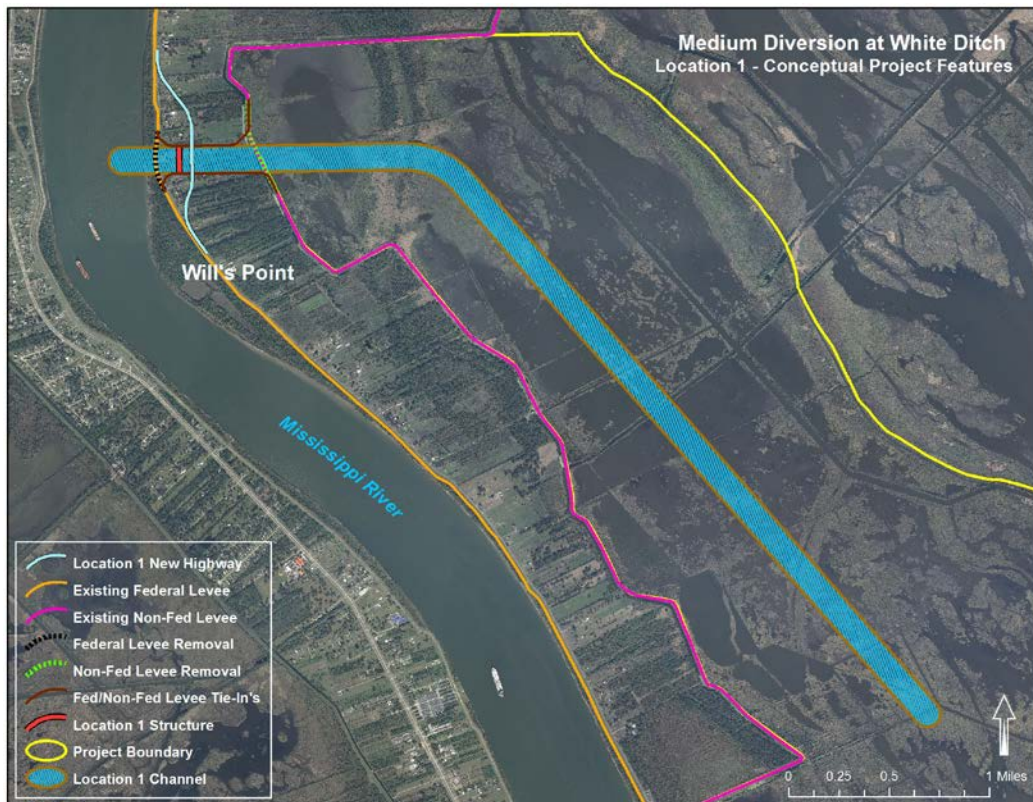 Medium Diversion at White Ditch
Location 1 - Conceptual Project Features
Will's Point
Mississippi River
Location 1 New Highway
Existing Federal Levee
Existing Non-Fed Levee
Federal Levee Removal
Non-Fed Levee Removal
Fed/Non-Fed Levee Tie-In's
Location 1 Structure
Project Boundary
Location 1 Channel
0 0.25 0.5 1 Miles